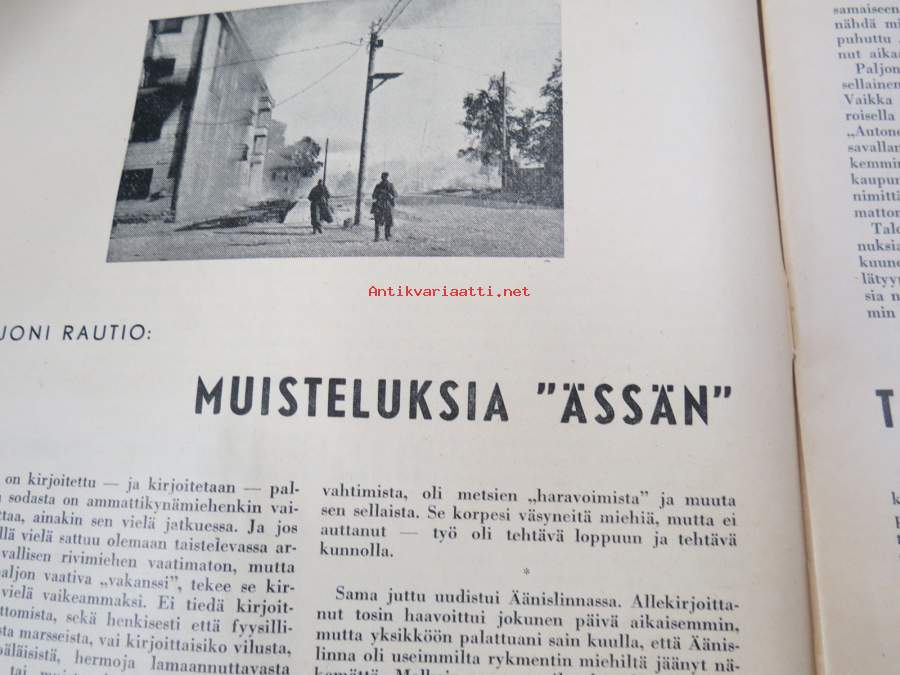 Antikvariaatti.net
JONI RAUTIO:
MUISTELUKSIA "ÄSSÄN"
on kirjoitettu — ja kirjoitetaan — pal-
sodasta on ammattikynämiehenkin vai-
ttaa, ainakin sen vielä jatkuessa. Ja jos
llä vielä sattuu olemaan taistelevassa ar-
vallisen rivimiehen vaatimaton, mutta
paljon vaativa „vakanssi”, tekee se kir-
vielä vaikeammaksi. Ei tiedä kirjoit-
ttomista, sekä henkisesti että fyysilli-
sta marsseista, vai kirjoittaisiko vilusta,
päläisistä, hermoja lamaannuttavasta
vahtimista, oli metsien „haravoimista” ja muuta
sen sellaista. Se korpesi väsyneitä miehiä, mutta ei
auttanut — työ oli tehtävä loppuun ja tehtävä
kunnolla.
*
Sama juttu uudistui Äänislinnassa. Allekirjoitta-
nut tosin haavoittui jokunen päivä aikaisemmin,
mutta yksikköön palattuani sain kuulla, että Äänis-
linna oli useimmilta rykmentin miehiltä jäänyt nä-
samaiseen
nähdä mi
puhuttu
nut aika
Paljon
sellainen
Vaikka
roisella
„Autono
savallan
kemmin
kaupun
nimittä
matton
Talo
nuksia
kuune
lätyy
sia n
min
T